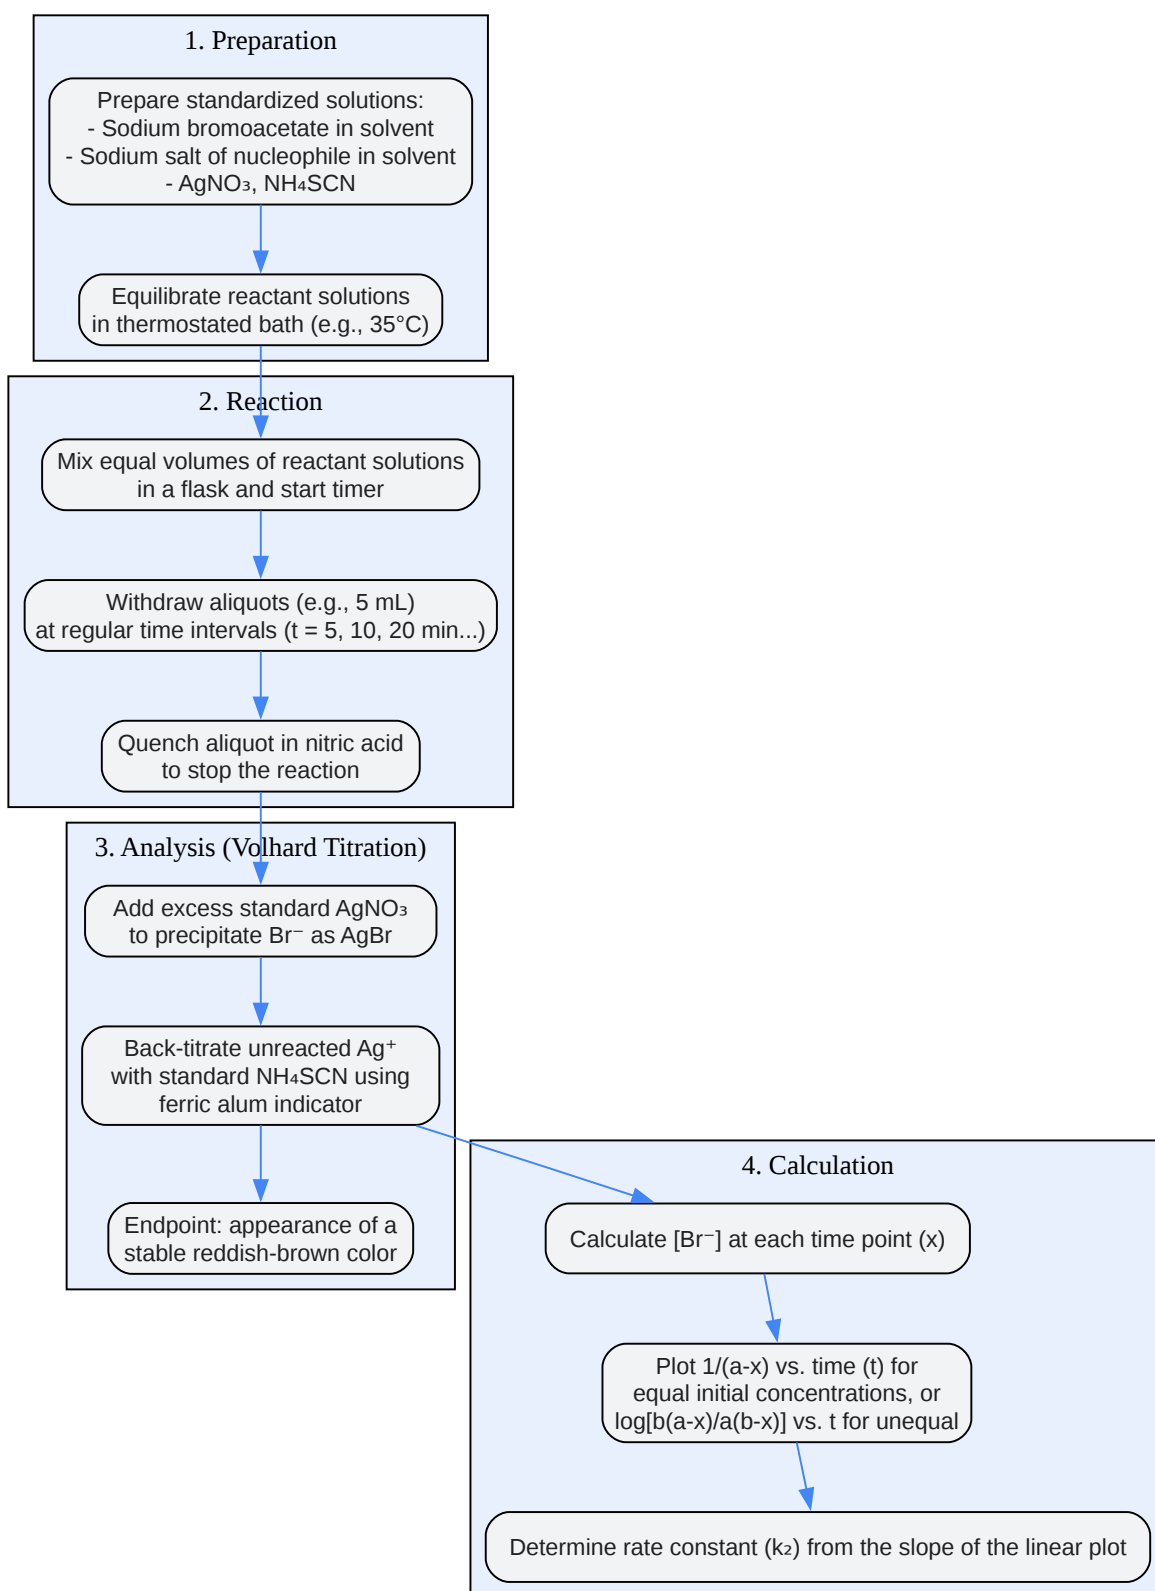 1. Preparation
Prepare standardized solutions:
- Sodium bromoacetate in solvent
- Sodium salt of nucleophile in solvent
- AgNO₃, NH₄SCN
Equilibrate reactant solutions
in thermostated bath (e.g., 35°C)
2. Reaction
Mix equal volumes of reactant solutions
in a flask and start timer
Withdraw aliquots (e.g., 5 mL)
at regular time intervals (t = 5, 10, 20 min...)
Quench aliquot in nitric acid
to stop the reaction
3. Analysis (Volhard Titration)
Add excess standard AgNO₃
to precipitate Br⁻ as AgBr
Back-titrate unreacted Ag⁺
with standard NH₄SCN using
ferric alum indicator
Endpoint: appearance of a
stable reddish-brown color
4. Calculation
Calculate [Br⁻] at each time point (x)
Plot 1/(a-x) vs. time (t) for
equal initial concentrations, or
log[b(a-x)/a(b-x)] vs. t for unequal
Determine rate constant (k₂) from the slope of the linear plot